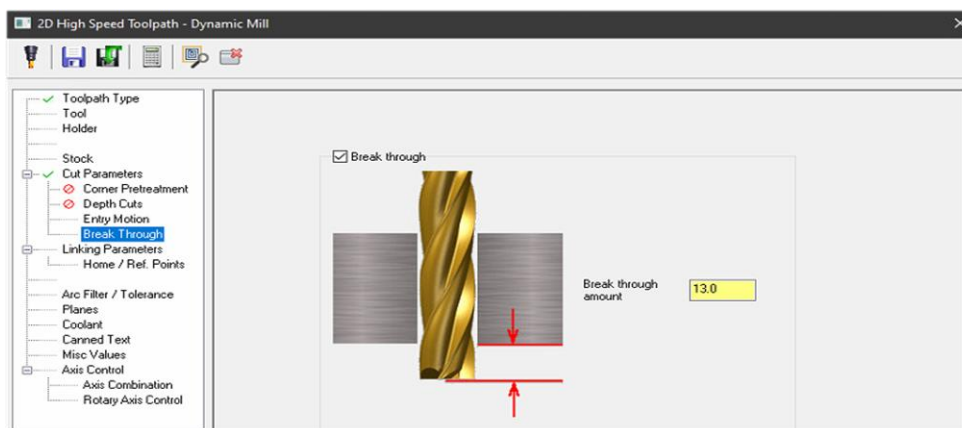 2D High Speed Toolpath - Dynamic Mill
Toolpath Type
Tool
Holder
Stock
Cut Parameters
Corner Pretreatment
Depth Cuts
Entry Motion
Break Through
Linking Parameters
Home / Ref. Points
Arc Filter / Tolerance
Planes
Coolant
Canned Text
Misc Values
Axis Control
Axis Combination
Rotary Axis Control
Break through
Break through
amount
13.0